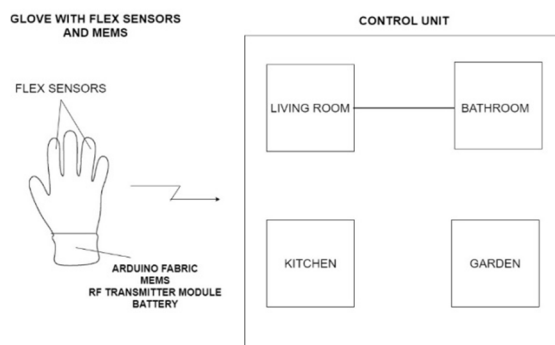 GLOVE WITH FLEX SENSORS
AND MEMS
FLEX SENSORS
ARDUINO FABRIC
MEMS
RF TRANSMITTER MODULE
BATTERY
CONTROL UNIT
LIVING ROOM
BATHROOM
KITCHEN
GARDEN